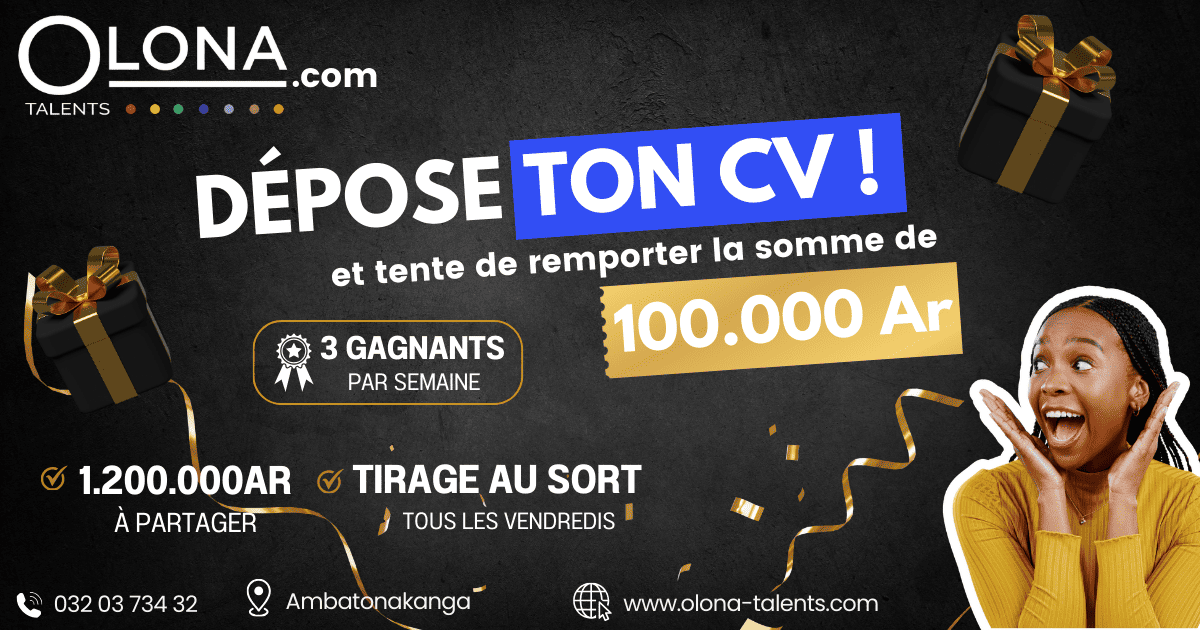 OLONA
.com
TALENTS
DÉPOSE TON CV !
et tente de remporter la somme de
100.000 Ar
3 GAGNANTS
PAR SEMAINE
1.200.000AR
À PARTAGER
TIRAGE AU SORT
TOUS LES VENDREDIS
032 03 734 32
Ambatonakanga
www.olona-talents.com